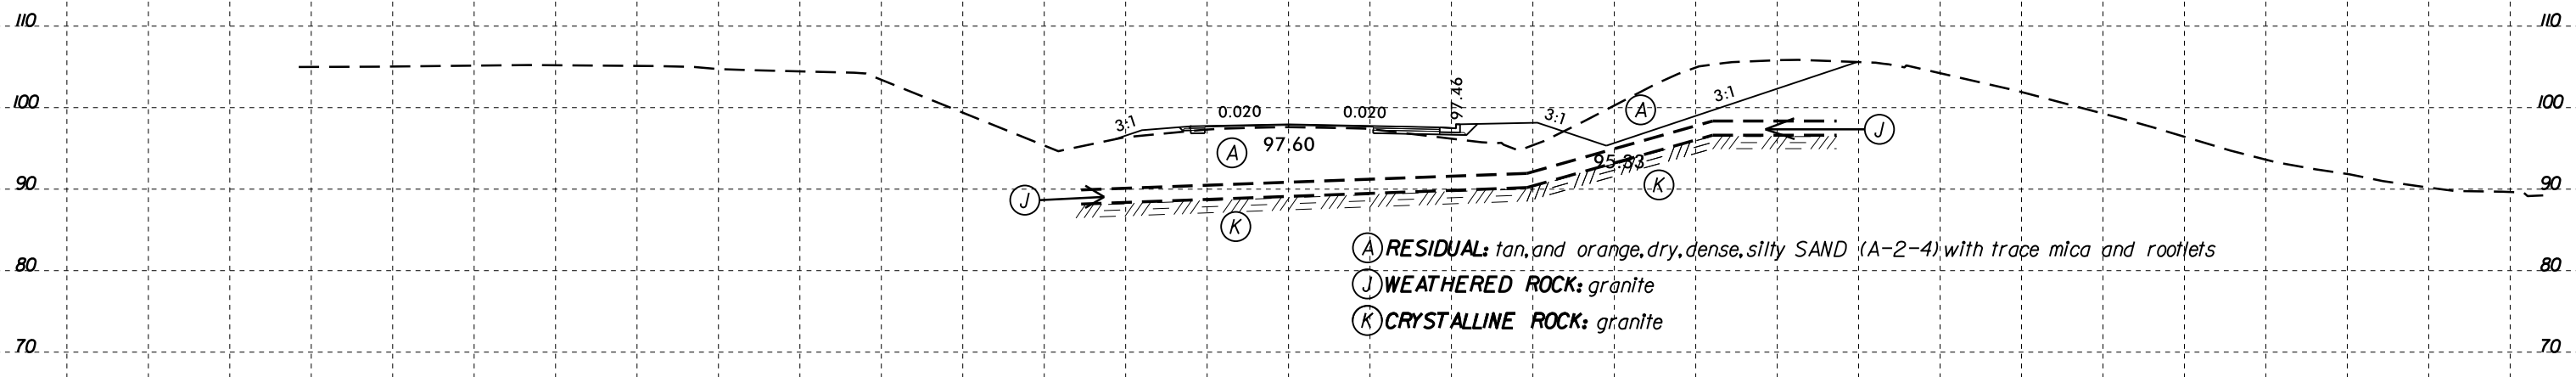 110 110
97.46
3:1
A
100 0.020 0.020 3:1 100
3:1
J
A 97.60
95.83
90 K 90
J
K
A RESIDUAL: tan, and orange, dry, dense, silty SAND (A-2-4) with trace mica and rootlets
80 80
J WEATHERED ROCK: granite
K CRYSTALLINE ROCK: granite
70 70